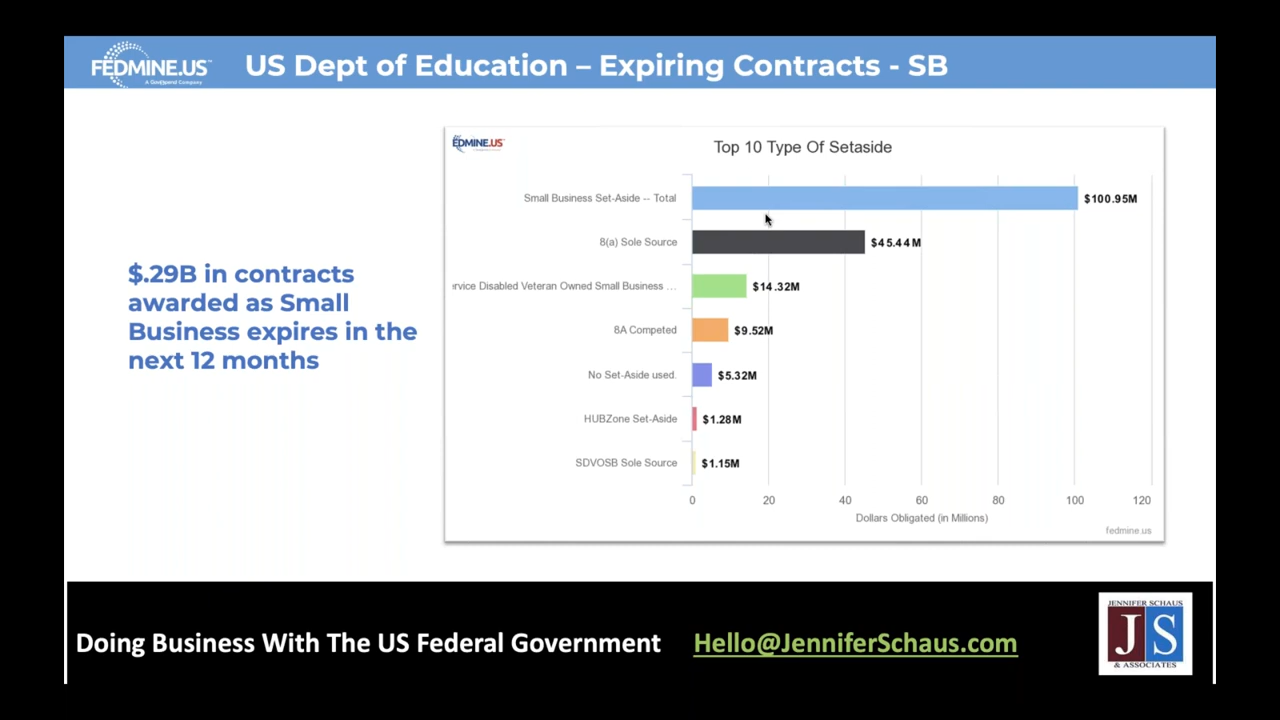 FEDMINE.US™
A GovSpend Company
US Dept of Education – Expiring Contracts - SB
$.29B in contracts
awarded as Small
Business expires in the
next 12 months
EDMINE.US™
Top 10 Type Of Setaside
Small Business Set-Aside -- Total
$100.95M
8(a) Sole Source
$45.44M
ervice Disabled Veteran Owned Small Business ...
$14.32M
8A Competed
$9.52M
No Set-Aside used.
$5.32M
HUBZone Set-Aside
$1.28M
SDVOSB Sole Source
$1.15M
0 20 40 60 80 100 120
Dollars Obligated (in Millions)
fedmine.us
Doing Business With The US Federal Government Hello@JenniferSchaus.com
JENNIFER SCHAUS
JS
& ASSOCIATES